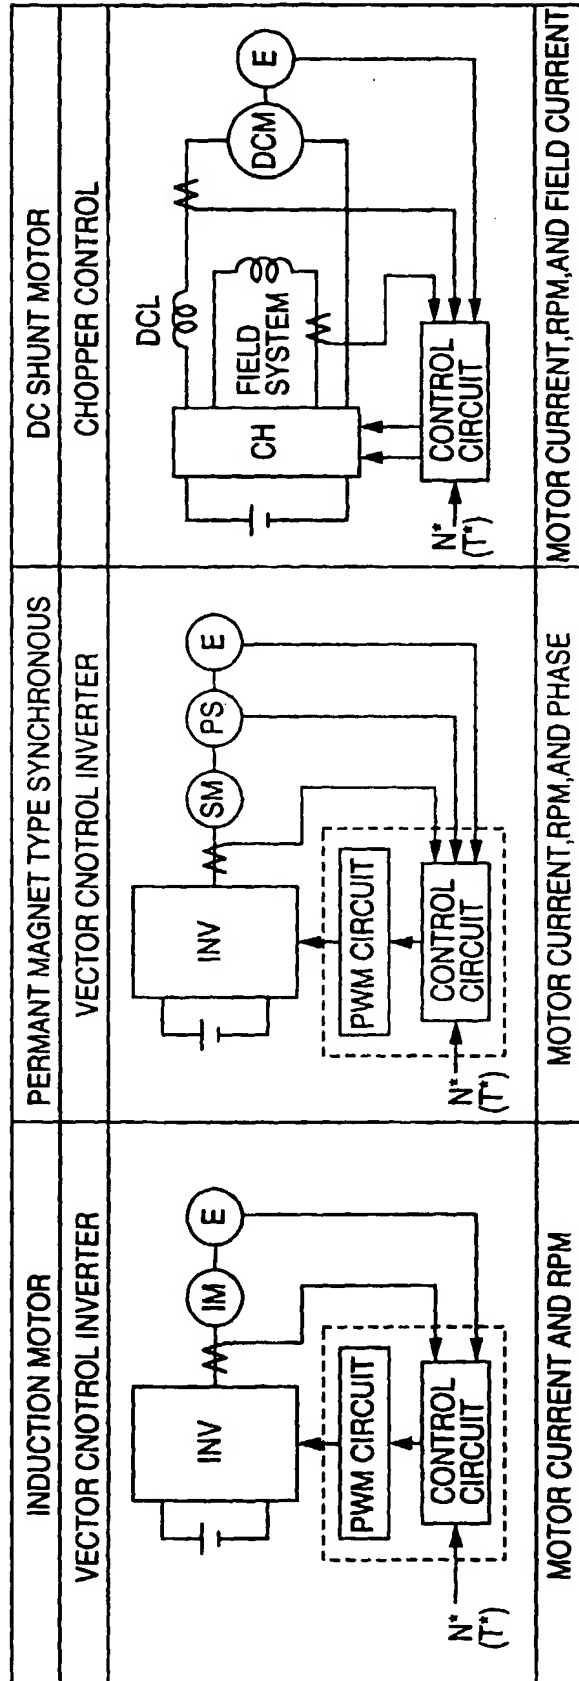 INDUCTION MOTOR
VECTOR CNOTROL INVERTER
INV
IM
E
PWM CIRCUIT
CONTROL
CIRCUIT
N*
(T*)
MOTOR CURRENT AND RPM
PERMANT MAGNET TYPE SYNCHRONOUS
VECTOR CNOTROL INVERTER
INV
SM
PS
E
PWM CIRCUIT
CONTROL
CIRCUIT
N*
(T*)
MOTOR CURRENT,RPM,AND PHASE
DC SHUNT MOTOR
CHOPPER CONTROL
DCL
CH
FIELD
SYSTEM
DCM
E
CONTROL
CIRCUIT
N*
(T*)
MOTOR CURRENT,RPM,AND FIELD CURRENT